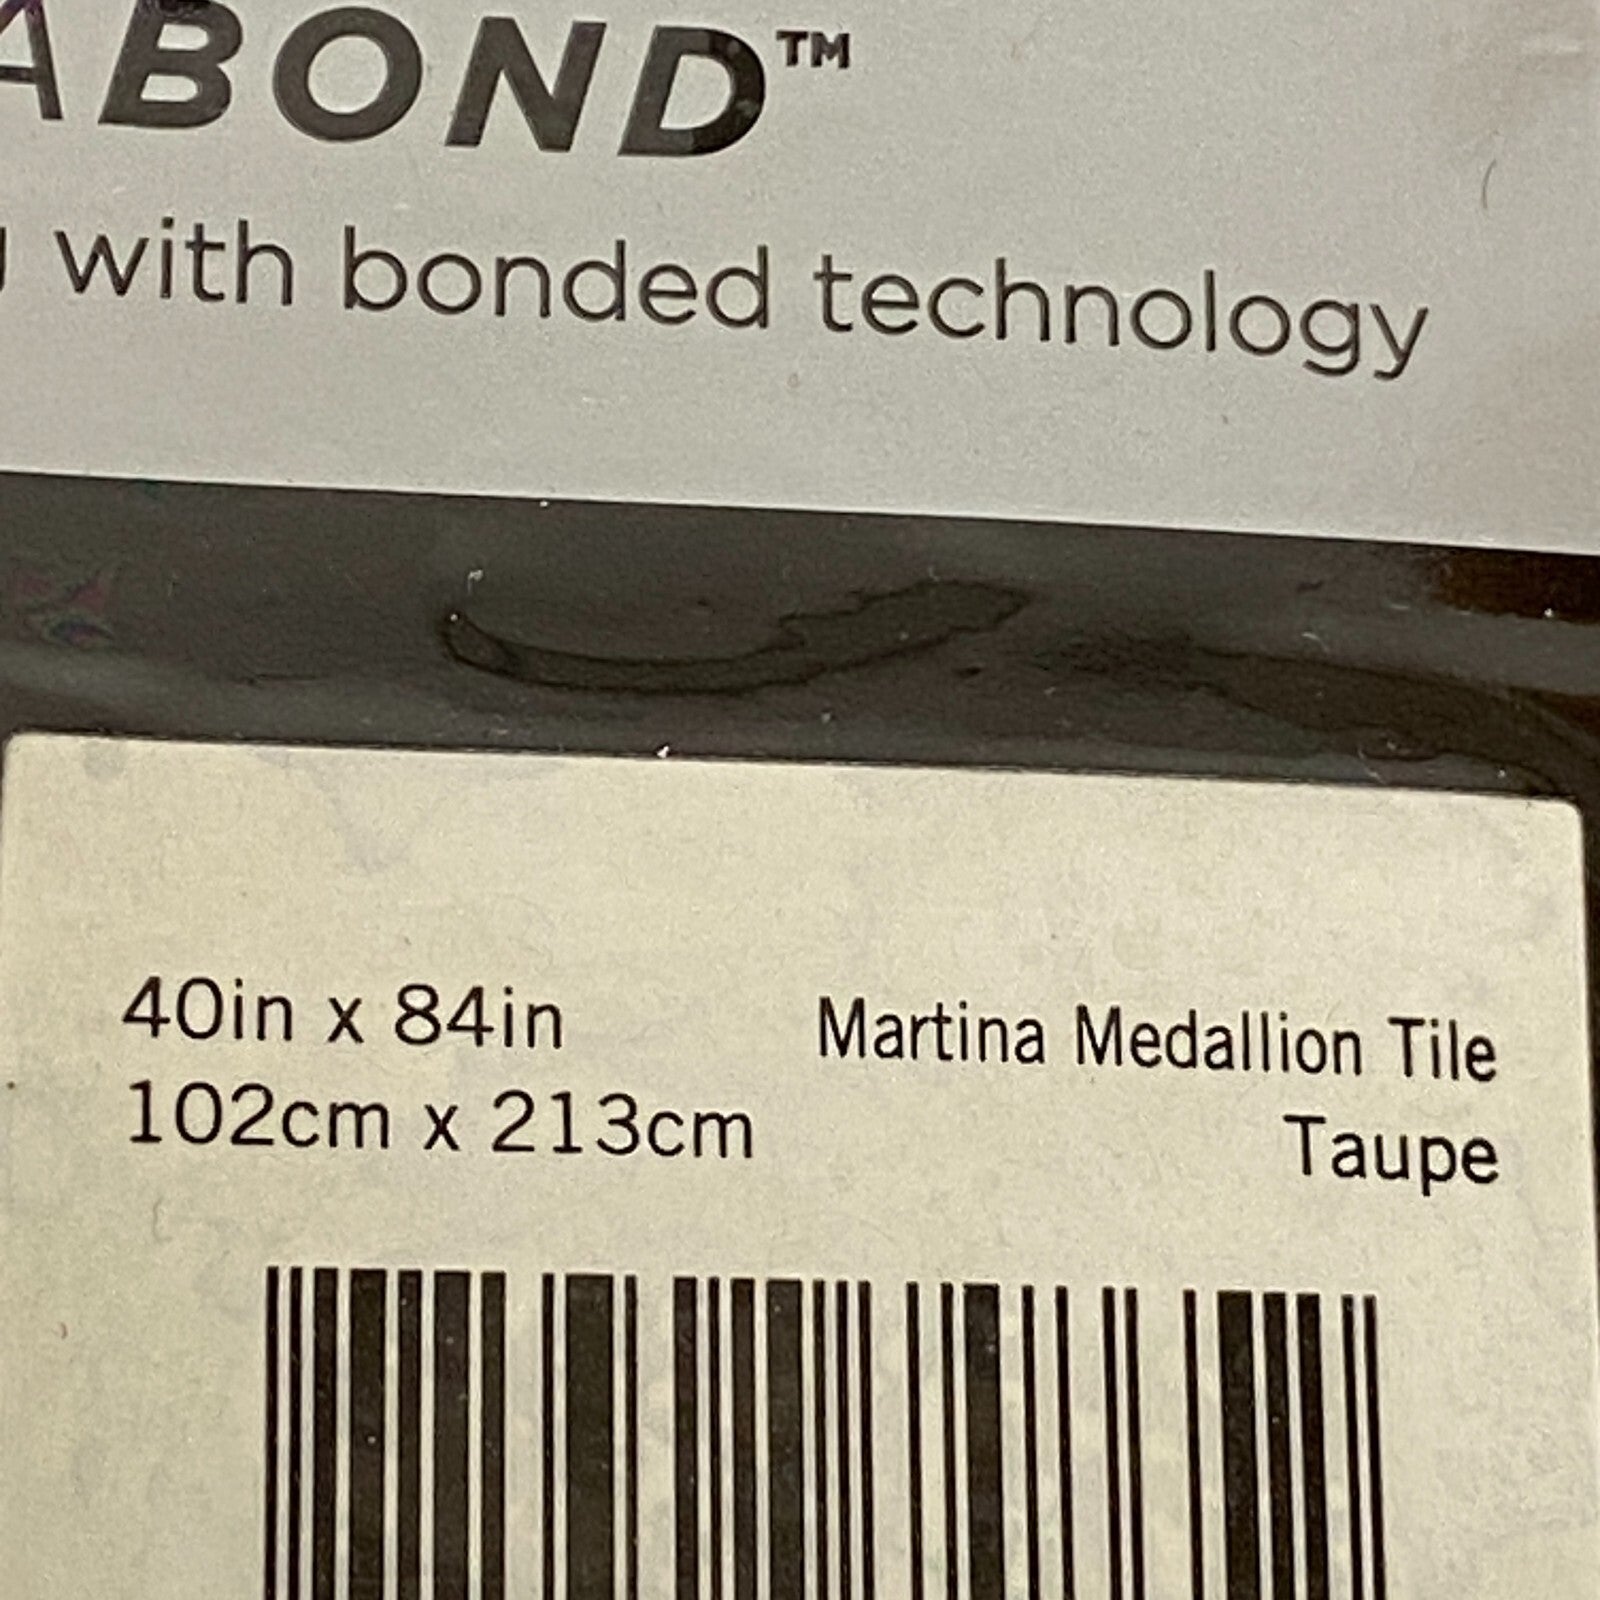 ABOND™
with bonded technology
40in x 84in
102cm x 213cm
Martina Medallion Tile
Taupe